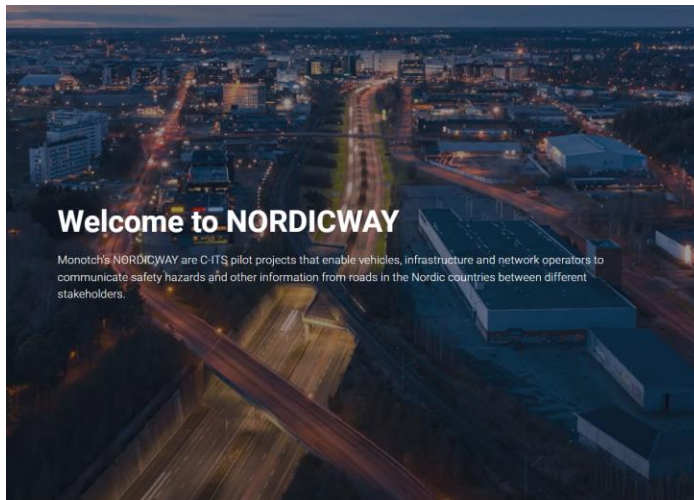 Welcome to NORDICWAY
Monotch's NORDICWAY are C-ITS pilot projects that enable vehicles, infrastructure and network operators to
communicate safety hazards and other information from roads in the Nordic countries between different
stakeholders.